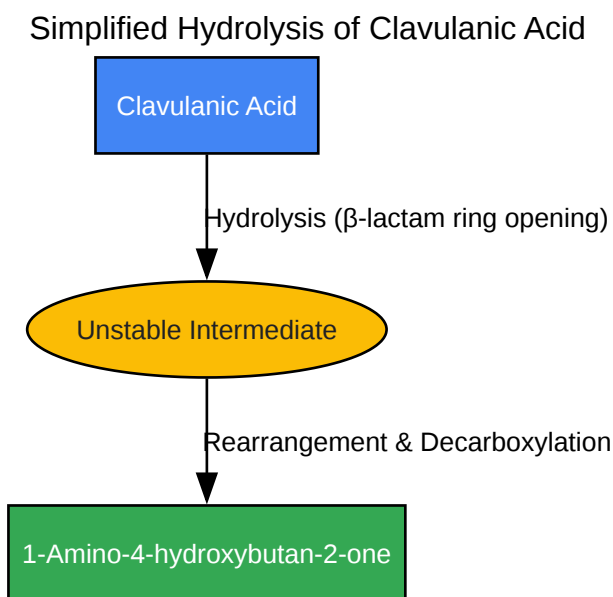 Simplified Hydrolysis of Clavulanic Acid
Clavulanic Acid
Hydrolysis (β-lactam ring opening)
Unstable Intermediate
Rearrangement & Decarboxylation
1-Amino-4-hydroxybutan-2-one